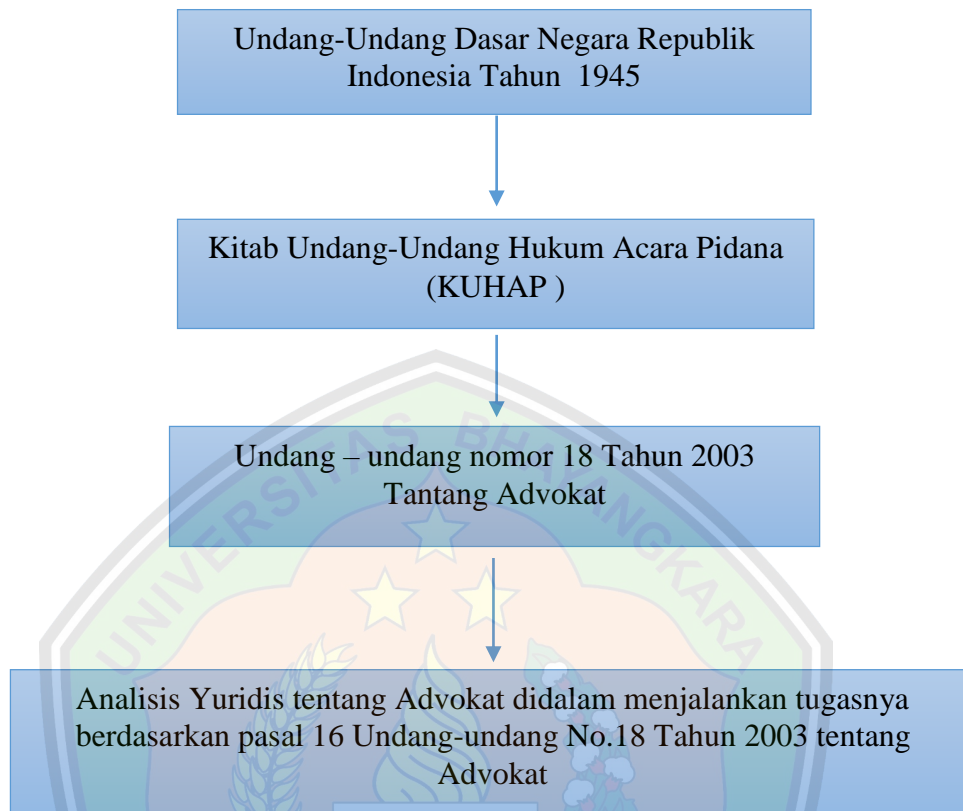 Undang-Undang Dasar Negara Republik
Indonesia Tahun 1945
Kitab Undang-Undang Hukum Acara Pidana
(KUHAP )
UNIVERSITAS BHAYANGKARA
Undang – undang nomor 18 Tahun 2003
Tantang Advokat
Analisis Yuridis tentang Advokat didalam menjalankan tugasnya
berdasarkan pasal 16 Undang-undang No.18 Tahun 2003 tentang
Advokat